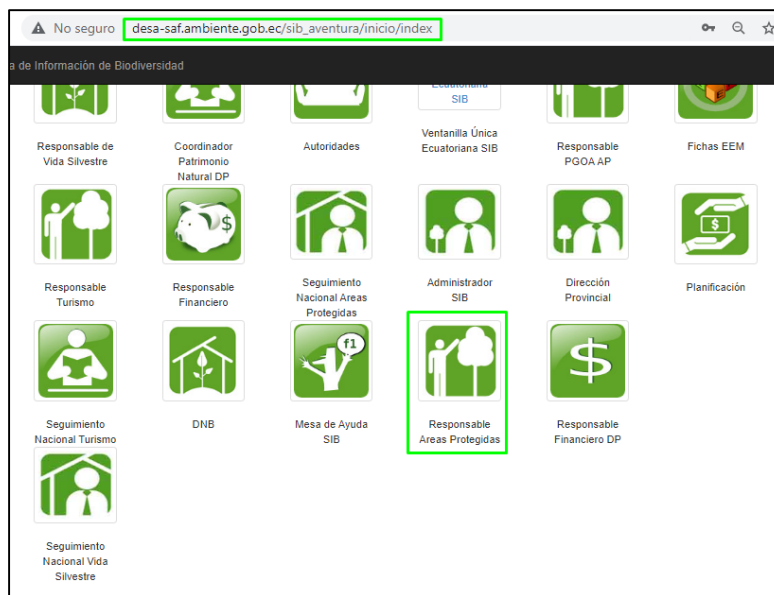 No seguro
desa-saf.ambiente.gob.ec/sib_aventura/inicio/index
a de Información de Biodiversidad
Ecuatoriana
SIB
Responsable de
Vida Silvestre
Coordinador
Patrimonio
Natural DP
Autoridades
Ventanilla Única
Ecuatoriana SIB
Responsable
PGOA AP
Fichas EEM
$
$
Responsable
Turismo
Responsable
Financiero
Seguimiento
Nacional Areas
Protegidas
Administrador
SIB
Dirección
Provincial
Planificación
f1
$
Seguimiento
Nacional Turismo
DNB
Mesa de Ayuda
SIB
Responsable
Areas Protegidas
Responsable
Financiero DP
Seguimiento
Nacional Vida
Silvestre